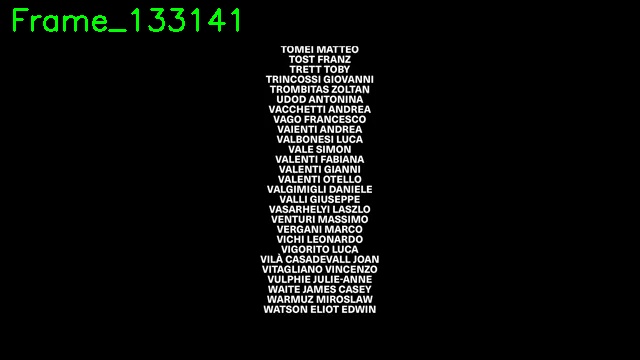 Frame_133141
TOMEI MATTEO
TOST FRANZ
TRETT TOBY
TRINCOSSI GIOVANNI
TROMBITAS ZOLTAN
UDOD ANTONINA
VACCHETTI ANDREA
VAGO FRANCESCO
VAIENTI ANDREA
VALBONESI LUCA
VALE SIMON
VALENTI FABIANA
VALENTI GIANNI
VALENTI OTELLO
VALGIMIGLI DANIELE
VALLI GIUSEPPE
VASARHELYI LASZLO
VENTURI MASSIMO
VERGANI MARCO
VICHI LEONARDO
VIGORITO LUCA
VILÀ CASADEVALL JOAN
VITAGLIANO VINCENZO
VULPHIE JULIE-ANNE
WAITE JAMES CASEY
WARMUZ MIROSLAW
WATSON ELIOT EDWIN